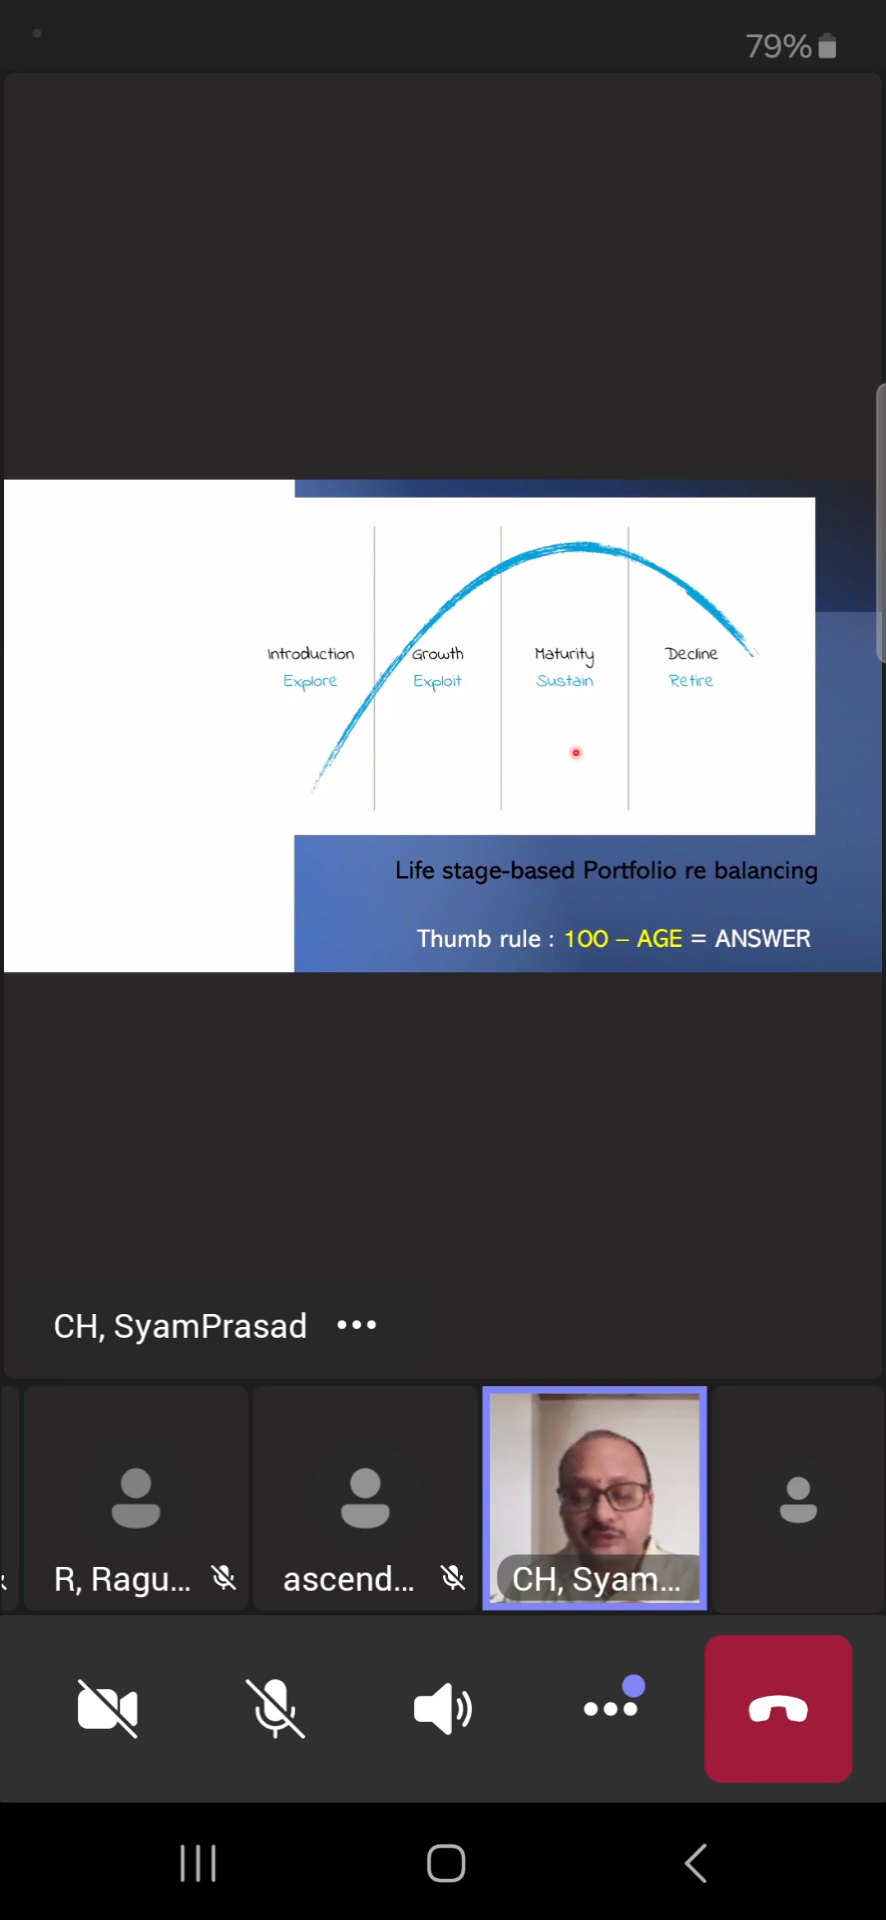 79%
Introduction Growth Maturity Decline
Explore Exploit Sustain Retire
Life stage-based Portfolio re balancing
Thumb rule : 100 – AGE = ANSWER
CH, SyamPrasad •••
R, Ragu... ascend... CH, Syam...